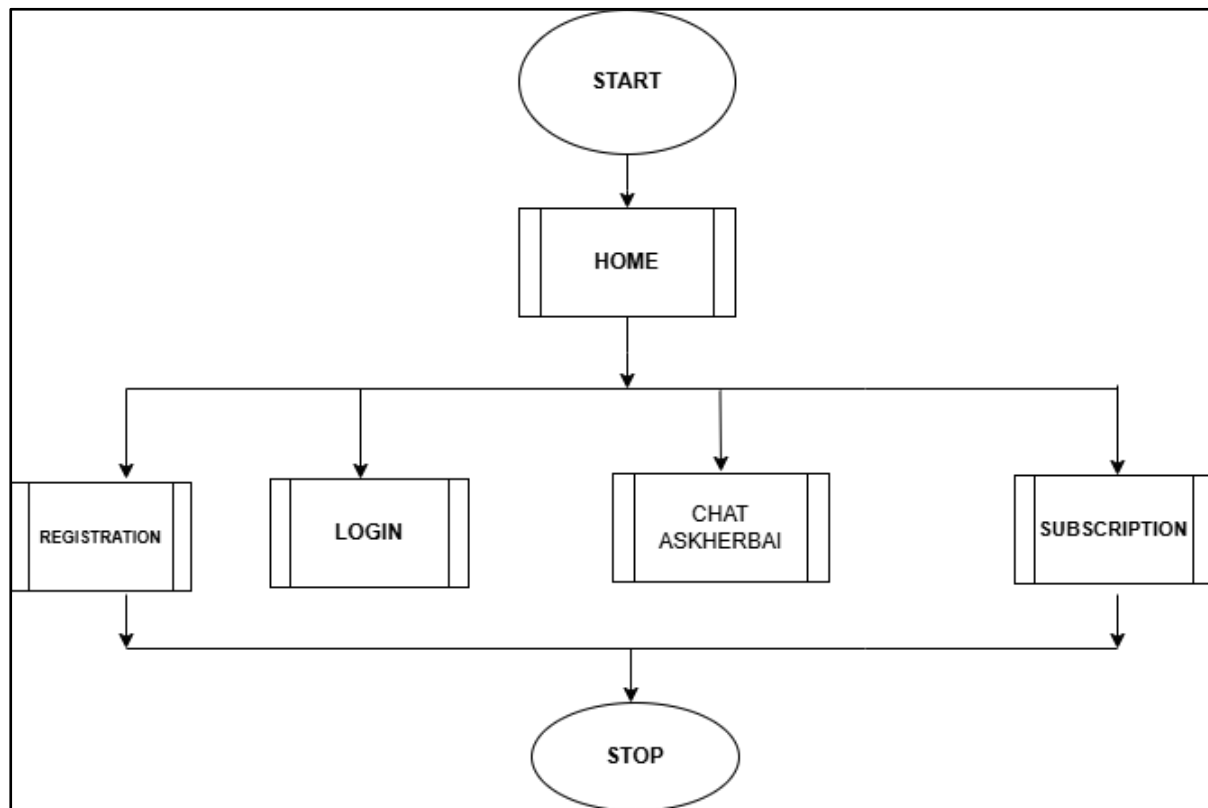 START
HOME
REGISTRATION
LOGIN
CHAT
ASKHERBAI
SUBSCRIPTION
STOP